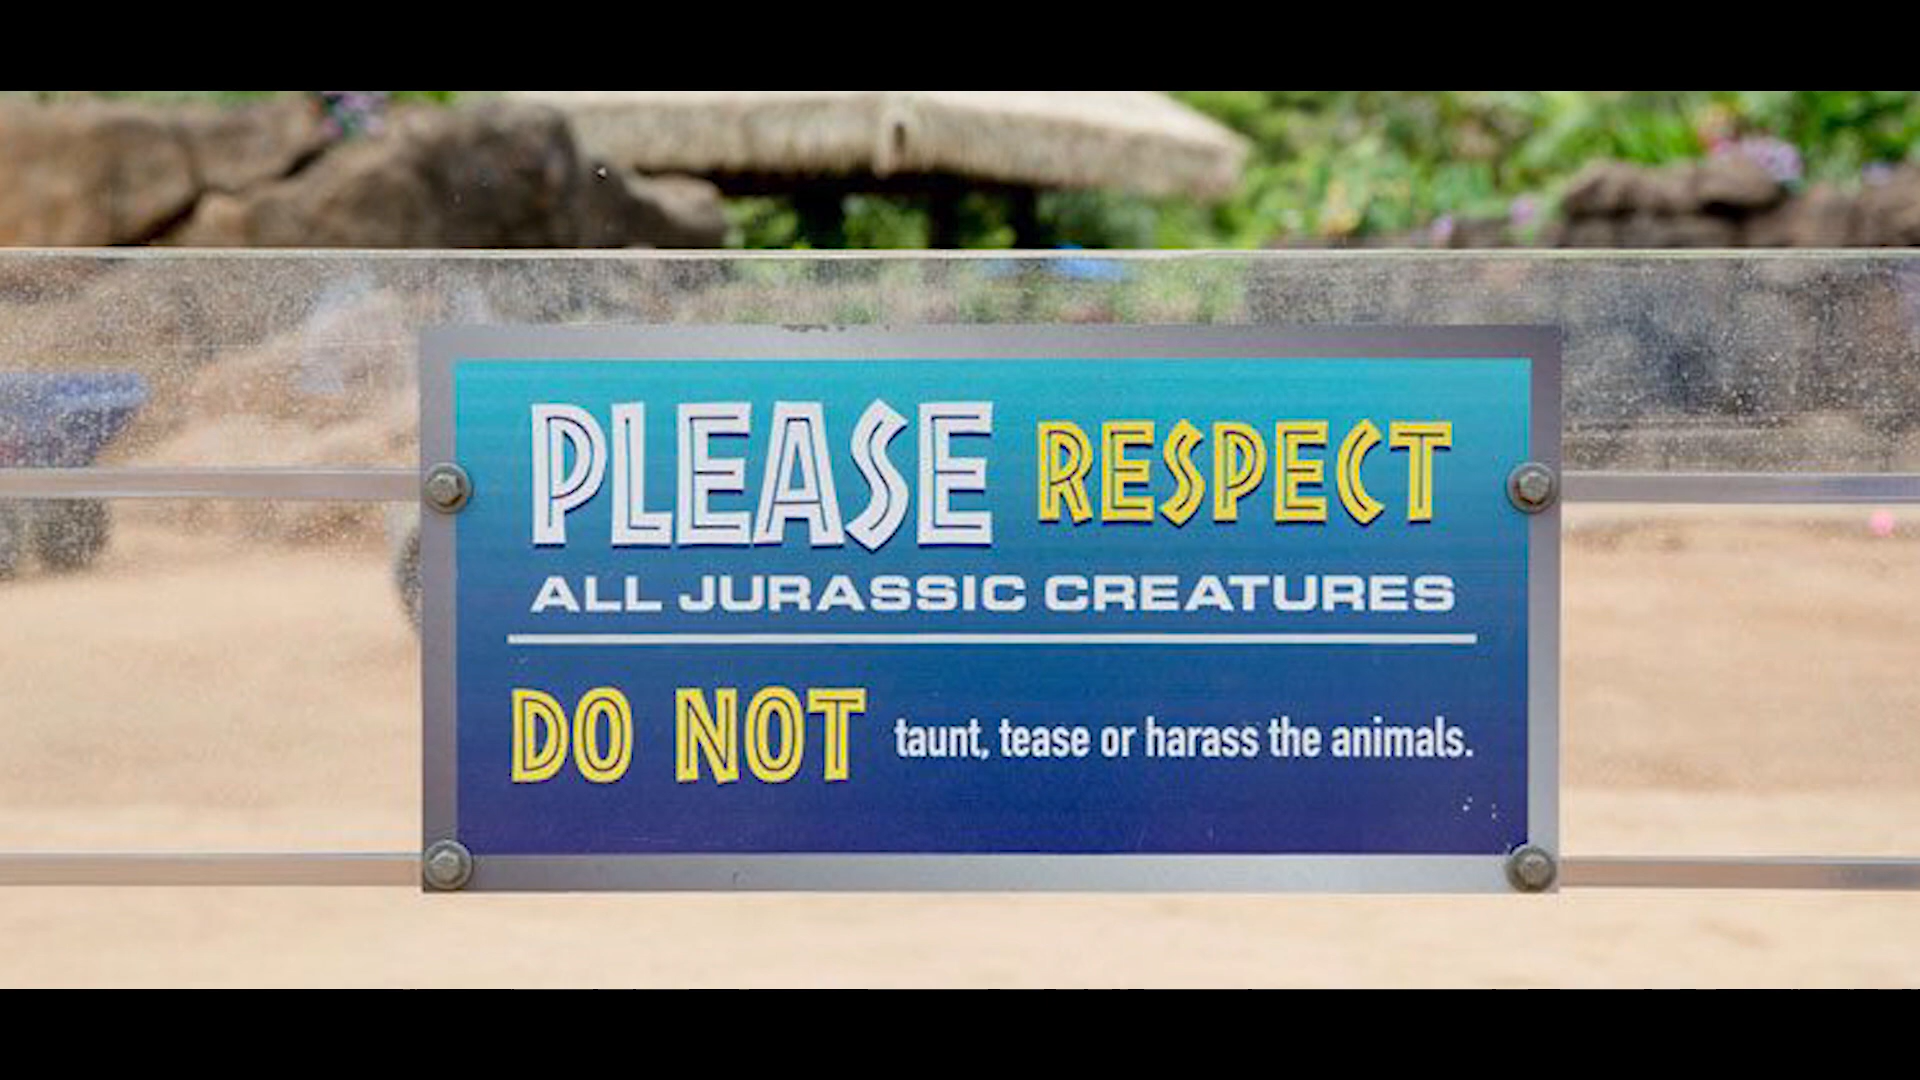 PLEASE RESPECT
ALL JURASSIC CREATURES
DO NOT taunt, tease or harass the animals.